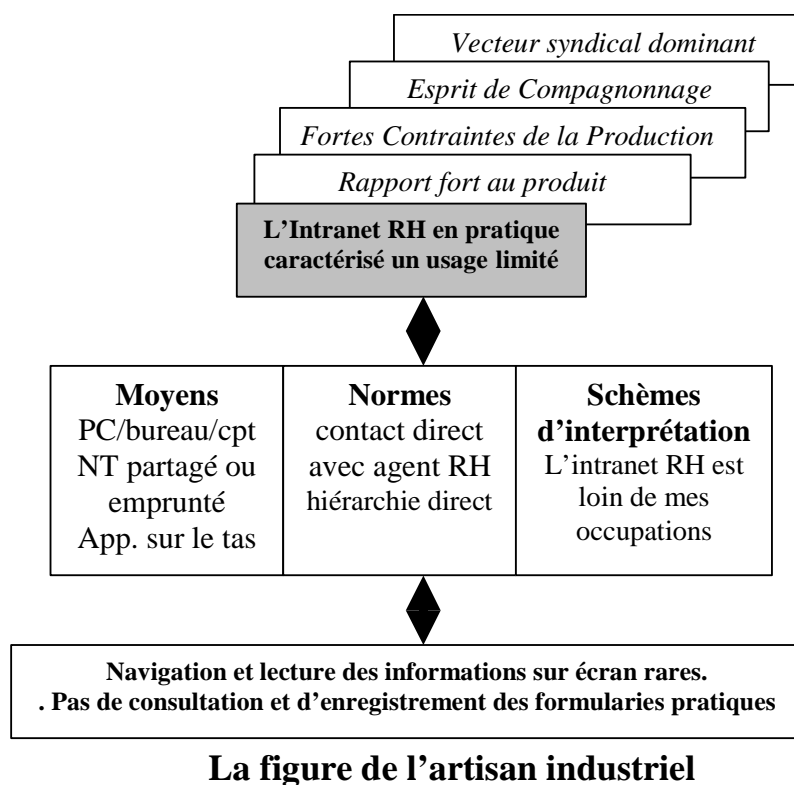 Vecteur syndical dominant
Esprit de Compagnonnage
Fortes Contraintes de la Production
Rapport fort au produit
L’Intranet RH en pratique
caractérisé un usage limité
Moyens
PC/bureau/cpt
NT partagé ou
emprunté
App. sur le tas
Normes
contact direct
avec agent RH
hiérarchie direct
Schèmes
d’interprétation
L’intranet RH est
loin de mes
occupations
Navigation et lecture des informations sur écran rares.
. Pas de consultation et d’enregistrement des formularies pratiques
La figure de l’artisan industriel